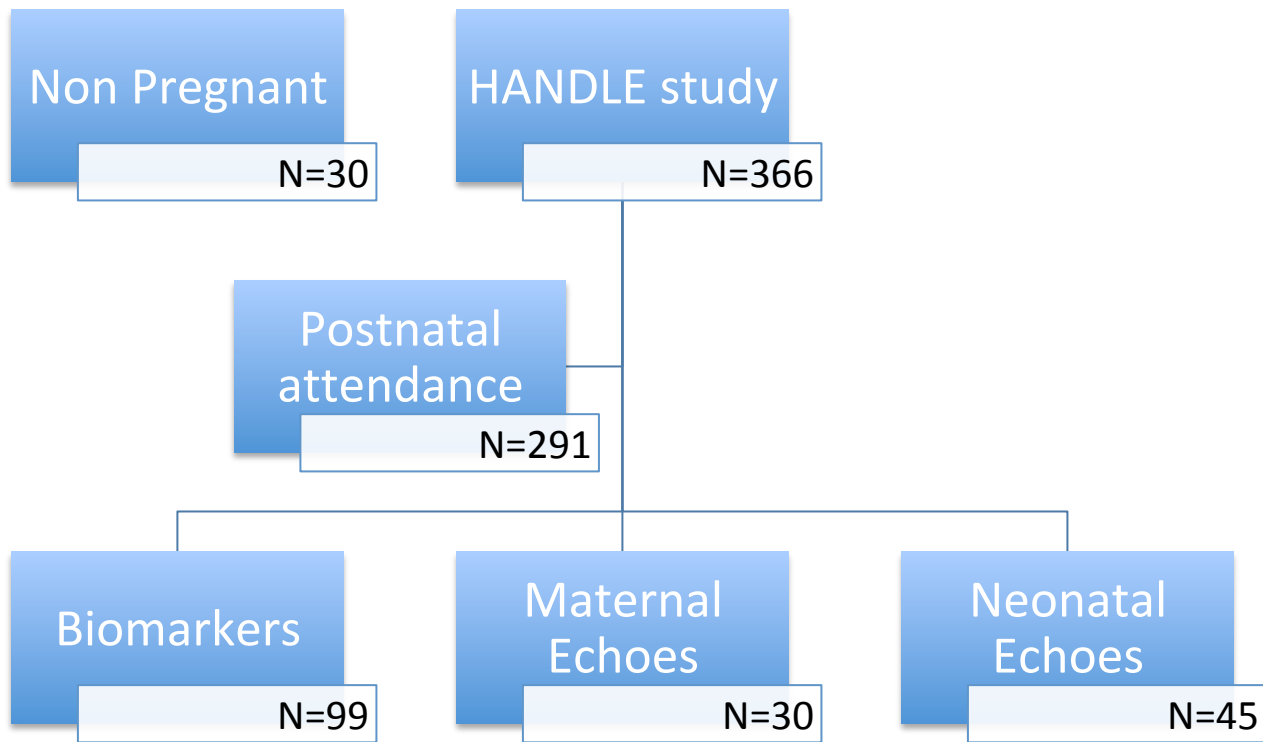 Non Pregnant
N=30
HANDLE study
N=366
Postnatal
attendance
N=291
Biomarkers
N=99
Maternal
Echoes
N=30
Neonatal
Echoes
N=45